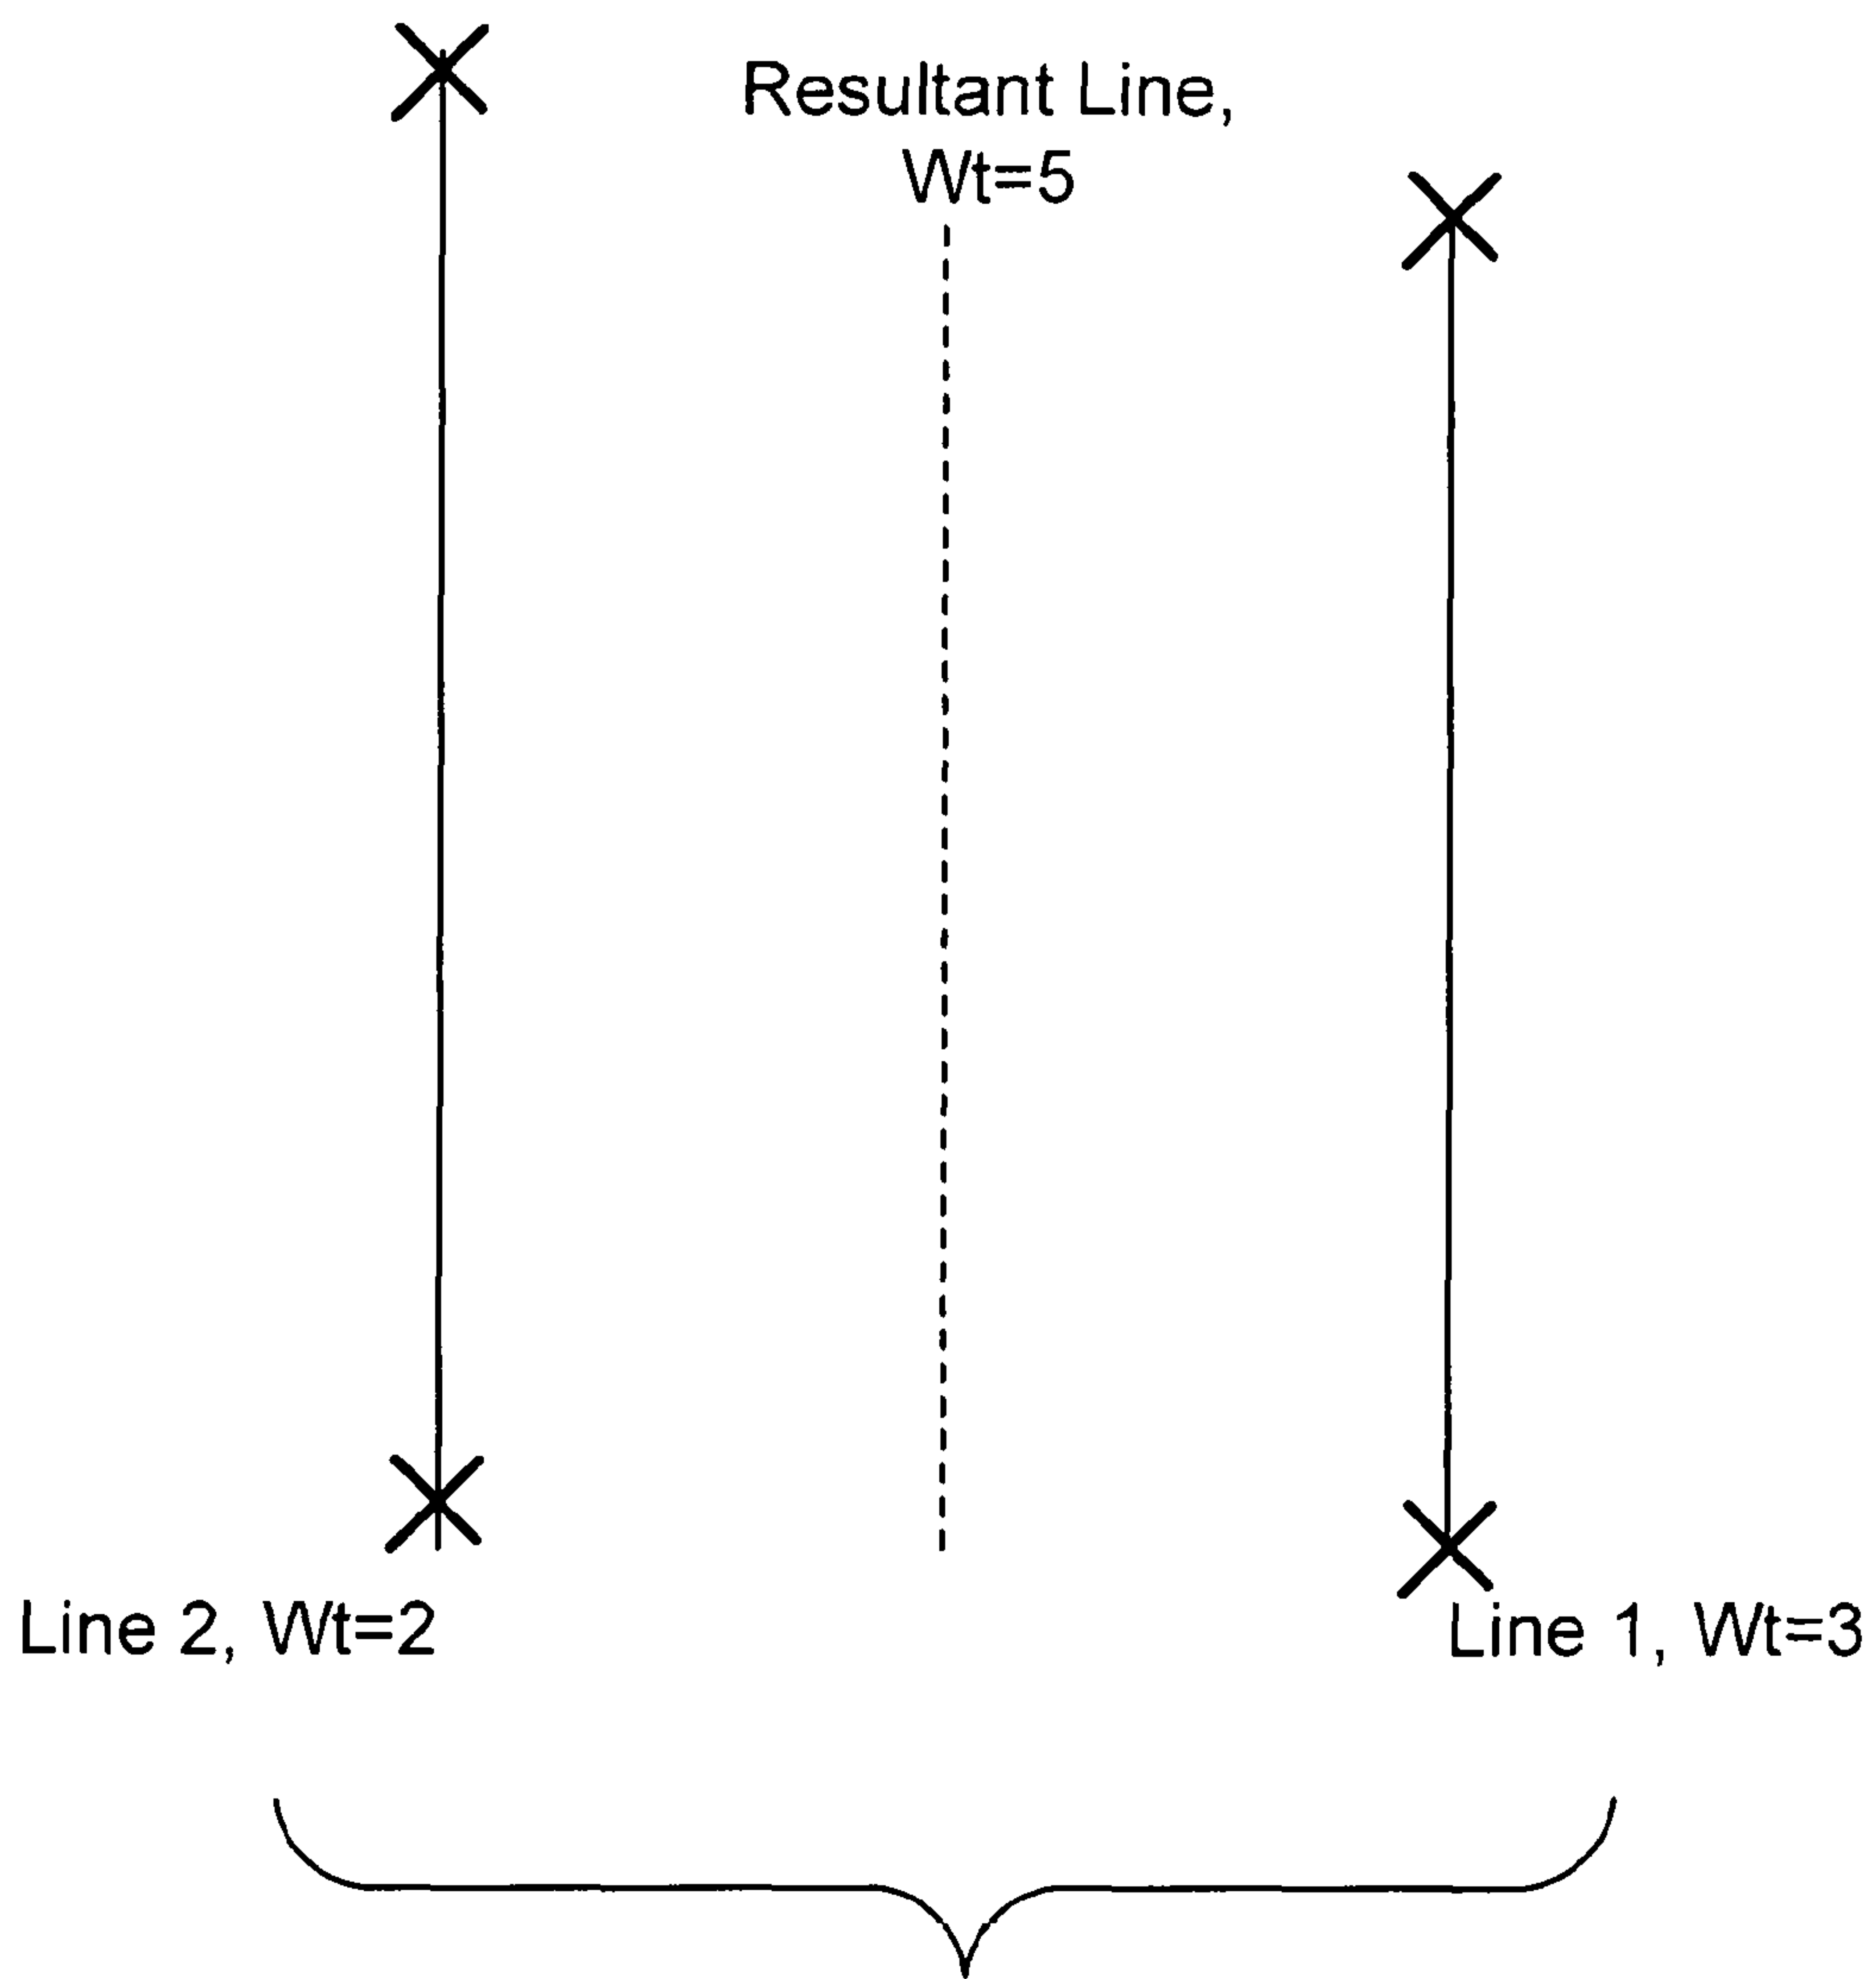 Resultant Line,
Wt=5
Line 2, Wt=2
Line 1, Wt=3